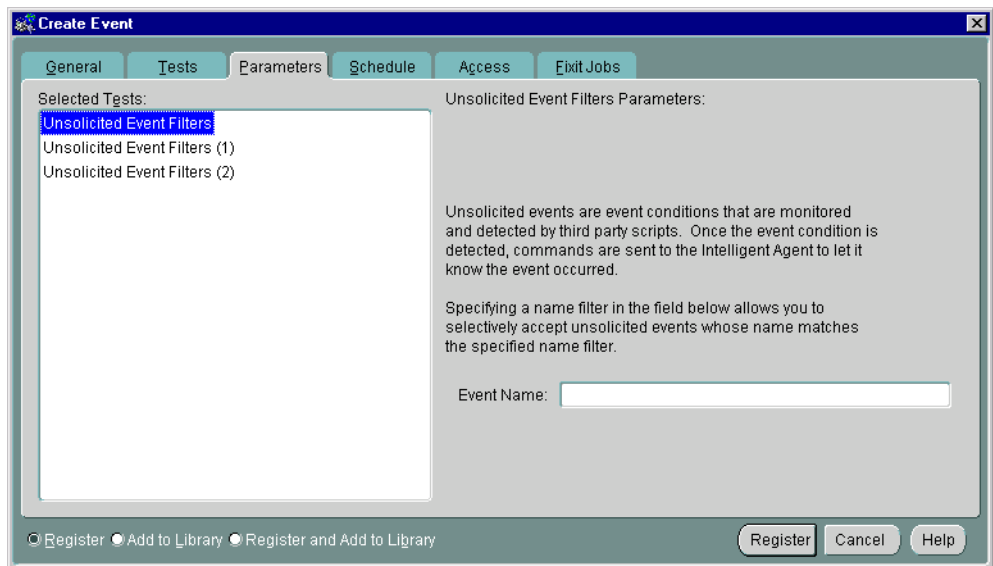 Create Event
General Tests Parameters Schedule Access Fixit Jobs
Selected Tests:
Unsolicited Event Filters
Unsolicited Event Filters (1)
Unsolicited Event Filters (2)
Unsolicited Event Filters Parameters:
Unsolicited events are event conditions that are monitored
and detected by third party scripts. Once the event condition is
detected, commands are sent to the Intelligent Agent to let it
know the event occurred.
Specifying a name filter in the field below allows you to
selectively accept unsolicited events whose name matches
the specified name filter.
Event Name:
Register Add to Library Register and Add to Library
Register Cancel Help